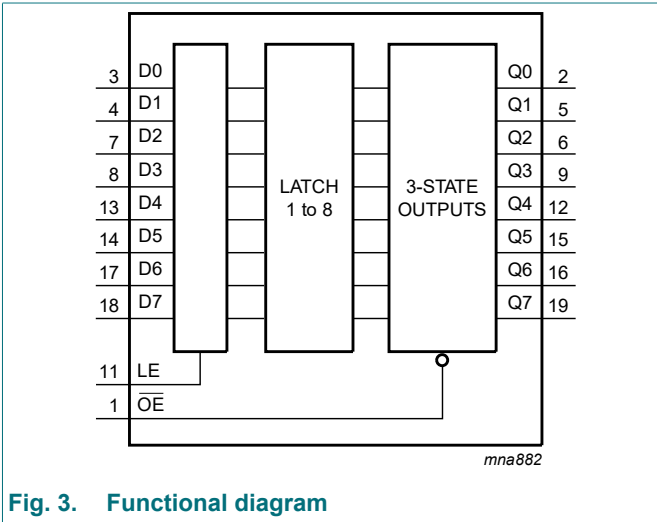 3 D0 Q0 2
4 D1 Q1 5
7 D2 Q2 6
8 D3 Q3 9
LATCH 3-STATE
13 D4 1 to 8 OUTPUTS Q4 12
14 D5 Q5 15
17 D6 Q6 16
18 D7 Q7 19
11 LE
1 O̅E̅
mna882
Fig. 3. Functional diagram